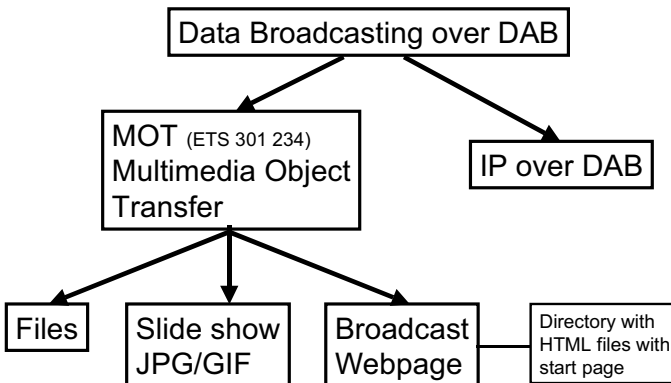 Data Broadcasting over DAB
MOT (ETS 301 234)
Multimedia Object
Transfer
IP over DAB
Files
Slide show
JPG/GIF
Broadcast
Webpage
Directory with
HTML files with
start page